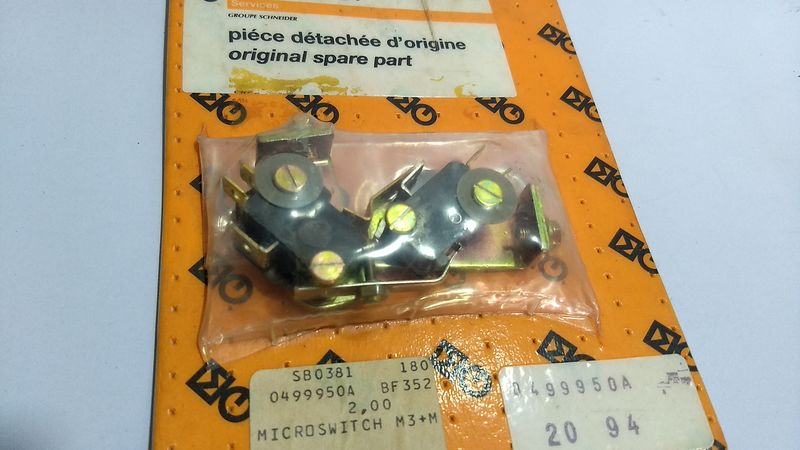 Services
GROUPE SCHNEIDER
piéce détachée d'origine
original spare part
SB0381 180
0499950A BF352
2,00
MICROSWITCH M3+M
0499950A
20 94